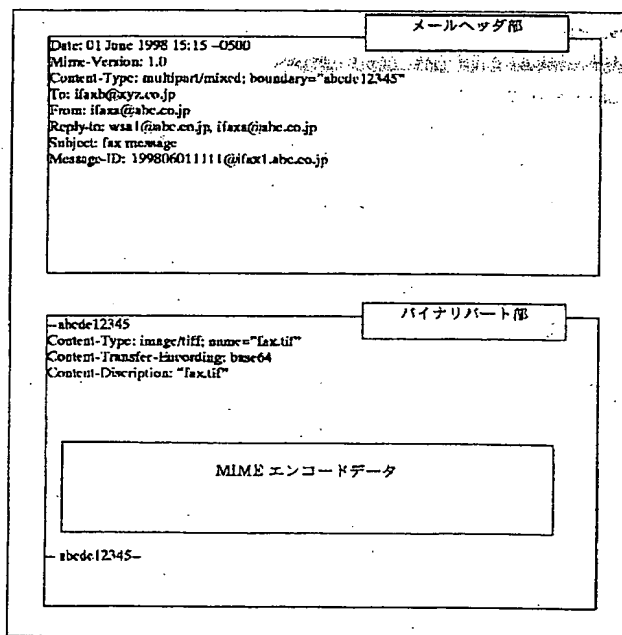 メールヘッダ部
Date: 01 June 1998 15:15 –0500
Mime-Version: 1.0
Content-Type: multipart/mixed; boundary="abcde12345"
To: ifaxb@xyz.co.jp
From: ifaxa@abc.co.jp
Reply-to: wsa1@abc.co.jp, ifaxa@abc.co.jp
Subject: fax message
Message-ID: 199806011111@ifax1.abc.co.jp
バイナリパート部
--abcde12345
Content-Type: image/tiff; name="fax.tif"
Content-Transfer-Encording: base64
Content-Discription: "fax.tif"
MIME エンコードデータ
-- abcde12345--